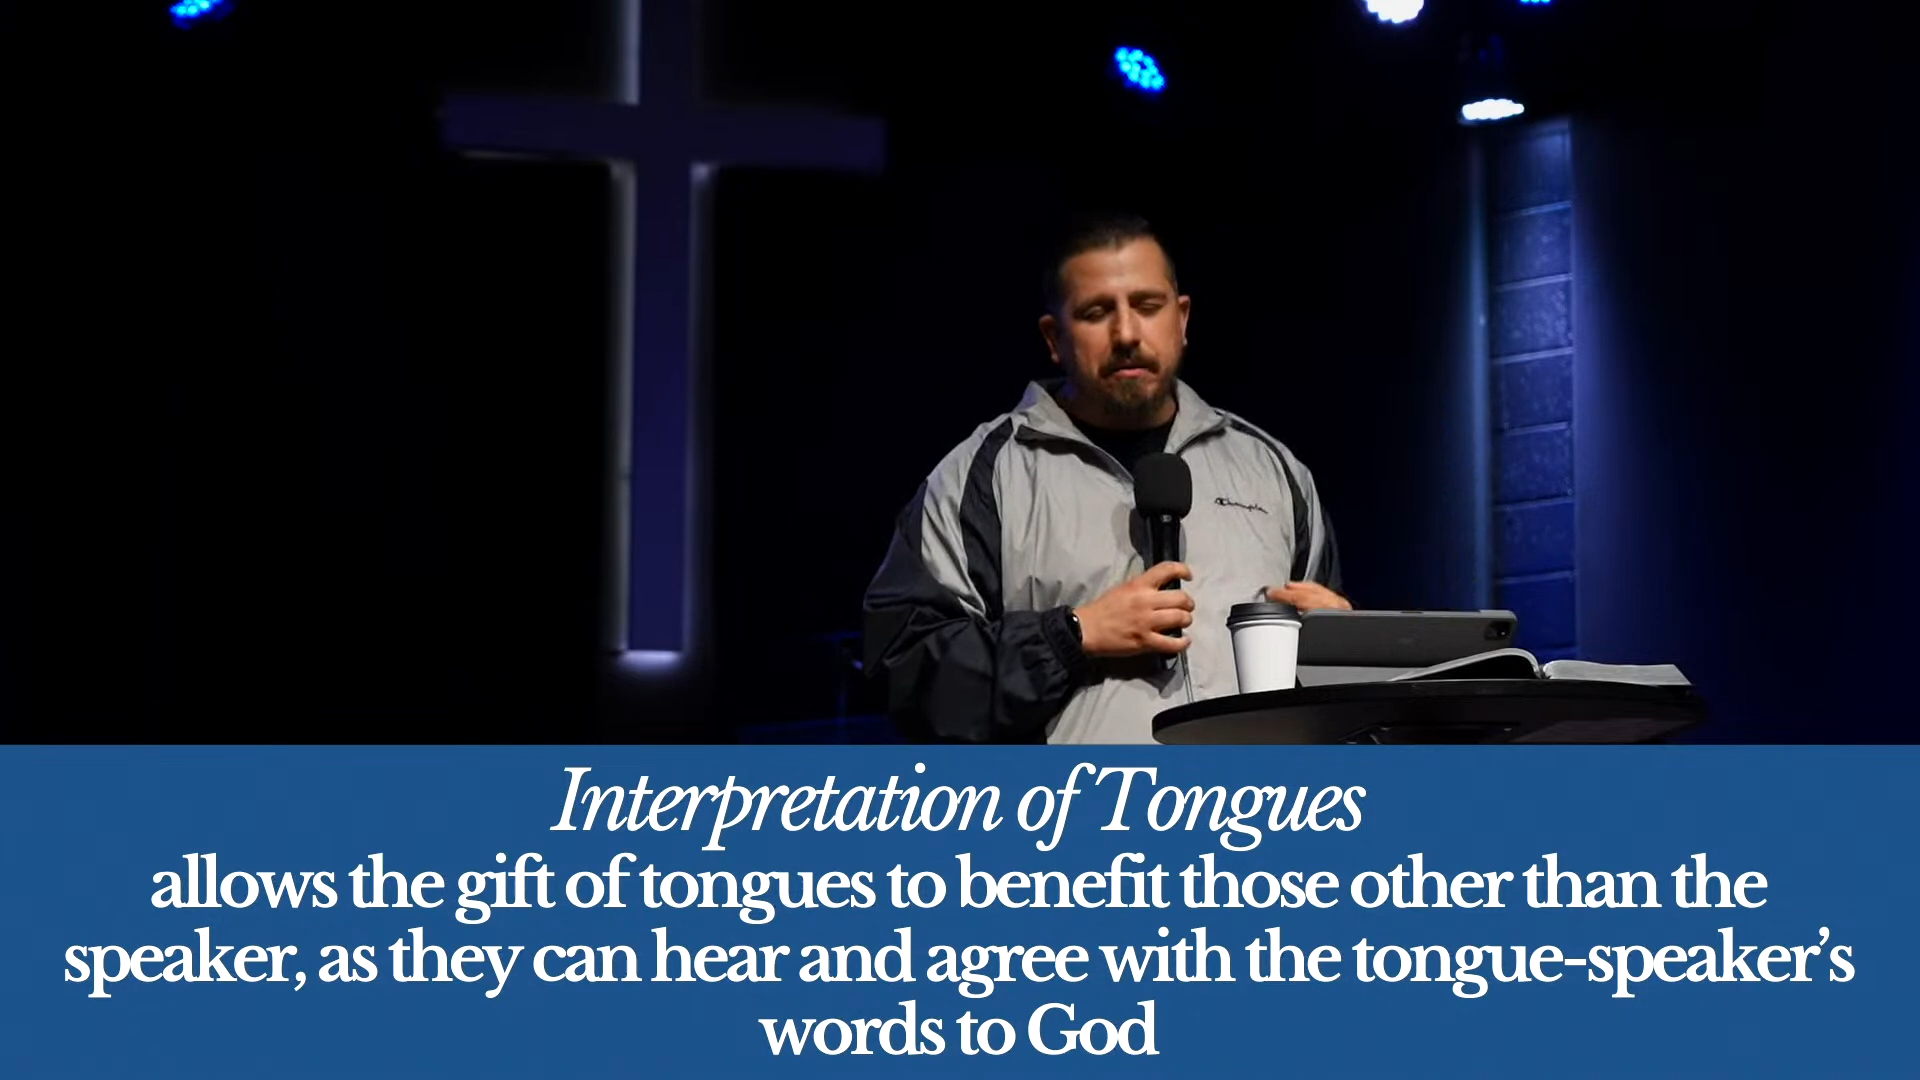 Champion
Interpretation of Tongues
allows the gift of tongues to benefit those other than the
speaker, as they can hear and agree with the tongue-speaker’s
words to God